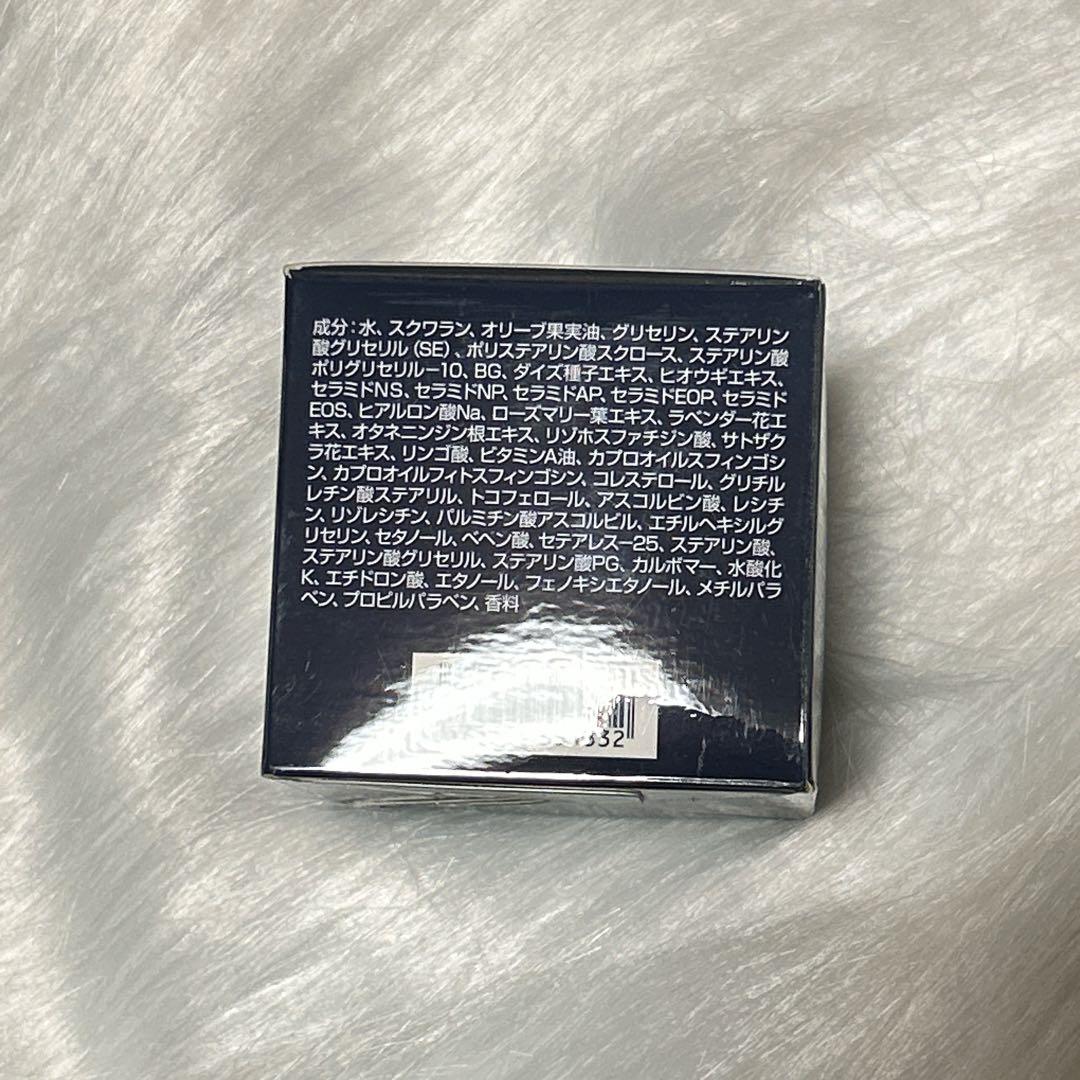 成分：水、スクワラン、オリーブ果実油、グリセリン、ステアリン
酸グリセリル（SE）、ポリステアリン酸スクロース、ステアリン酸
ポリグリセリル－10、BG、ダイズ種子エキス、ヒオウギエキス、
セラミドNS、セラミドNP、セラミドAP、セラミドEOP、セラミド
EOS、ヒアルロン酸Na、ローズマリー葉エキス、ラベンダー花エ
キス、オタネニンジン根エキス、リゾホスファチジン酸、サトザク
ラ花エキス、リンゴ酸、ビタミンA油、カプロオイルスフィンゴシ
ン、カプロオイルフィトスフィンゴシン、コレステロール、グリチル
レチン酸ステアリル、トコフェロール、アスコルビン酸、レシチ
ン、リゾレシチン、パルミチン酸アスコルビル、エチルヘキシルグ
リセリン、セタノール、ベヘン酸、セテアレス－25、ステアリン酸、
ステアリン酸グリセリル、ステアリン酸PG、カルボマー、水酸化
K、エチドロン酸、エタノール、フェノキシエタノール、メチルパラ
ベン、プロピルパラベン、香料